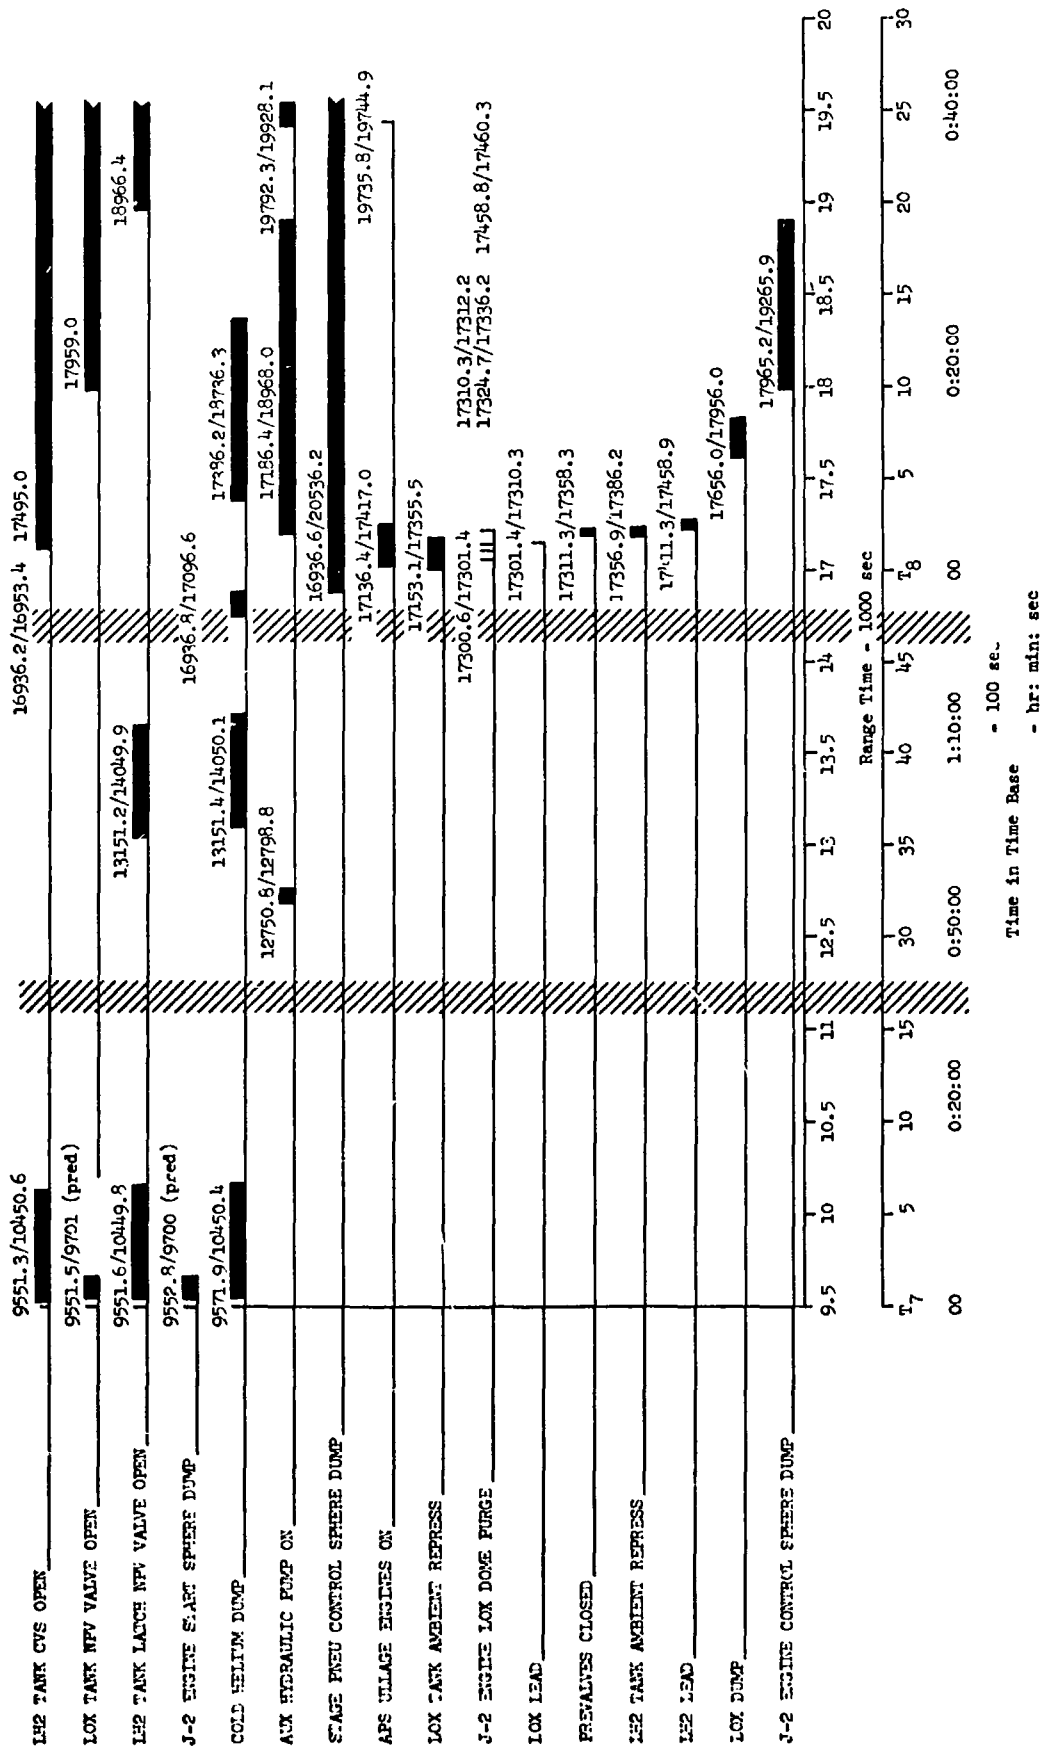 LH2 TANK CVS OPEN
9551.3/10450.6
16936.2/16953.4 17495.0
LOX TANK NPV VALVE OPEN
9551.5/9701 (pred)
17959.0
LH2 TANK LATCH NPV VALVE OPEN
9551.6/10449.8
13151.2/14049.9
18966.4
J-2 ENGINE START SPHERE DUMP
9552.8/9700 (pred)
16936.8/17096.6
COLD HELIUM DUMP
9571.9/10450.4
13151.4/14050.1
17386.2/18736.3
AUX HYDRAULIC PUMP ON
12750.8/12798.8
17186.4/18968.0
19792.3/19928.1
STAGE PNEU CONTROL SPHERE DUMP
16936.6/20536.2
APS ULLAGE ENGINES ON
17136.4/17417.0
19735.8/19744.9
LOX TANK AMBIENT REPRESS
17153.1/17355.5
J-2 ENGINE LOX DOME PURGE
17300.6/17301.4
17310.3/17312.2
17324.7/17336.2 17458.8/17460.3
LOX LEAD
17301.4/17310.3
PREVALVES CLOSED
17311.3/17358.3
LH2 TANK AMBIENT REPRESS
17356.9/17386.2
LH2 LEAD
17411.3/17458.9
LOX DUMP
17656.0/17956.0
J-2 ENGINE CONTROL SPHERE DUMP
17965.2/19265.9
9.5 10 10.5 11 12.5 13 13.5 14 17 17.5 18 18.5 19 19.5 20
Range Time - 1000 sec
T7 5 10 15 30 35 40 45 T8 5 10 15 20 25 30
00 0:20:00 0:50:00 1:10:00 00 0:20:00 0:40:00
- 100 sec
Time in Time Base
- hr: min: sec